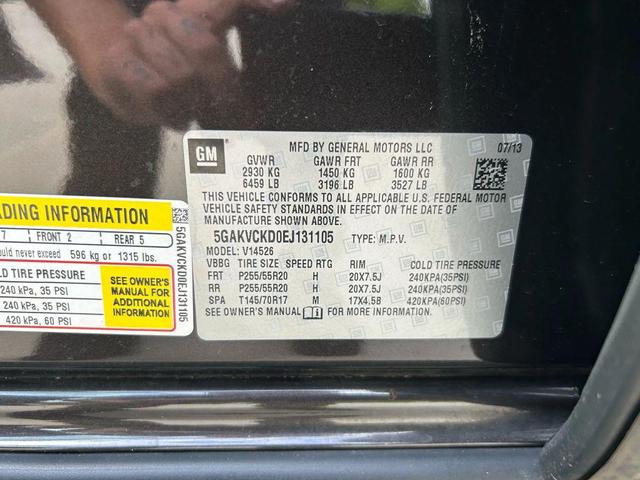 GM
MFD BY GENERAL MOTORS LLC 07/13
GVWR GAWR FRT GAWR RR
2930 KG 1450 KG 1600 KG
6459 LB 3196 LB 3527 LB
THIS VEHICLE CONFORMS TO ALL APPLICABLE U.S. FEDERAL MOTOR
VEHICLE SAFETY STANDARDS IN EFFECT ON THE DATE OF
MANUFACTURE SHOWN ABOVE.
5GAKVCKD0EJ131105 TYPE: M.P.V.
MODEL: V14526
VBBG TIRE SIZE SPEED RTG RIM COLD TIRE PRESSURE
FRT P255/55R20 H 20X7.5J 240KPA(35PSI)
RR P255/55R20 H 20X7.5J 240KPA(35PSI)
SPA T145/70R17 M 17X4.5B 420KPA(60PSI)
SEE OWNER'S MANUAL FOR MORE INFORMATION.
ADING INFORMATION
7 FRONT 2 REAR 5
ould never exceed 596 kg or 1315 lbs.
OLD TIRE PRESSURE
240 kPa, 35 PSI
240 kPa, 35 PSI
420 kPa, 60 PSI
SEE OWNER'S
MANUAL FOR
ADDITIONAL
INFORMATION
5GAKVCKD0EJ131105